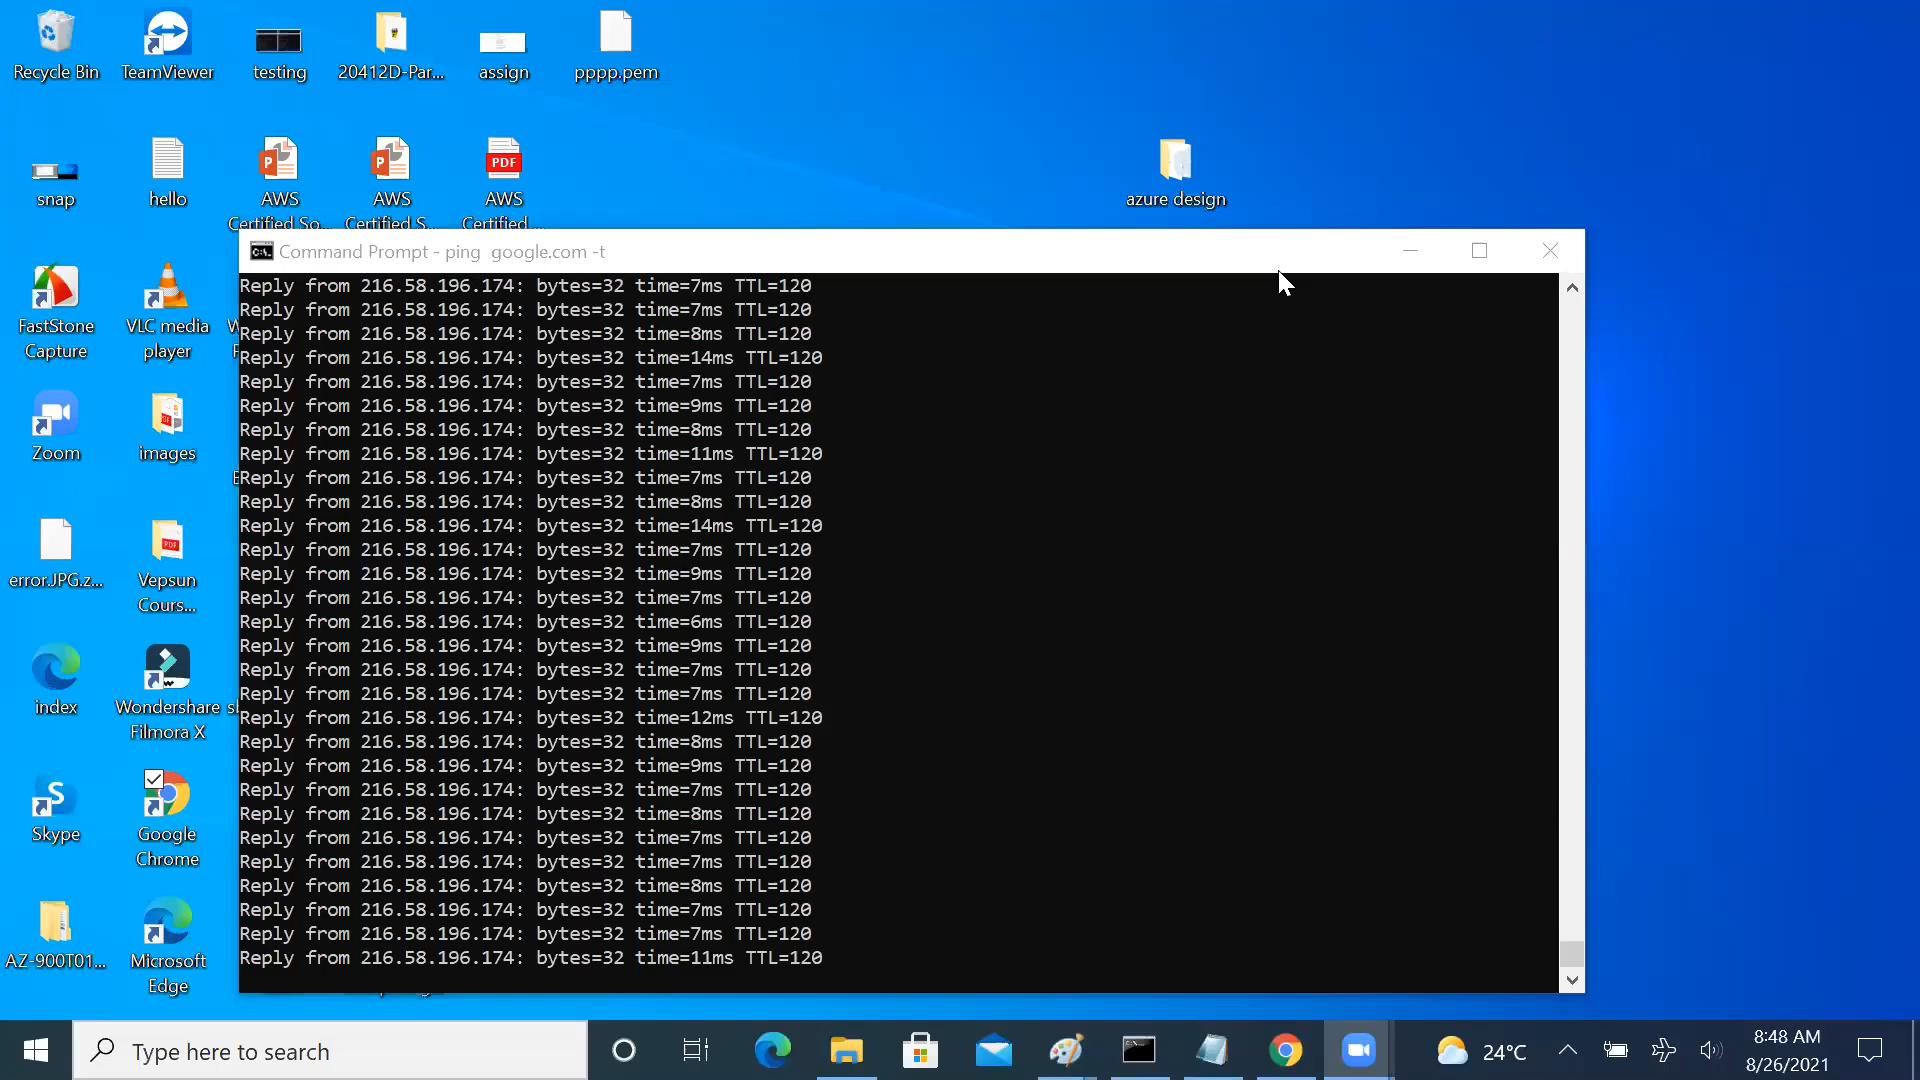 Recycle Bin
TeamViewer
testing
20412D-Par...
assign
pppp.pem
snap
hello
AWS
Certified So...
AWS
Certified S...
AWS
Certified ...
azure design
Command Prompt - ping  google.com -t
Reply from 216.58.196.174: bytes=32 time=7ms TTL=120
Reply from 216.58.196.174: bytes=32 time=7ms TTL=120
Reply from 216.58.196.174: bytes=32 time=8ms TTL=120
Reply from 216.58.196.174: bytes=32 time=14ms TTL=120
Reply from 216.58.196.174: bytes=32 time=7ms TTL=120
Reply from 216.58.196.174: bytes=32 time=9ms TTL=120
Reply from 216.58.196.174: bytes=32 time=8ms TTL=120
Reply from 216.58.196.174: bytes=32 time=11ms TTL=120
Reply from 216.58.196.174: bytes=32 time=7ms TTL=120
Reply from 216.58.196.174: bytes=32 time=8ms TTL=120
Reply from 216.58.196.174: bytes=32 time=14ms TTL=120
Reply from 216.58.196.174: bytes=32 time=7ms TTL=120
Reply from 216.58.196.174: bytes=32 time=9ms TTL=120
Reply from 216.58.196.174: bytes=32 time=7ms TTL=120
Reply from 216.58.196.174: bytes=32 time=6ms TTL=120
Reply from 216.58.196.174: bytes=32 time=9ms TTL=120
Reply from 216.58.196.174: bytes=32 time=7ms TTL=120
Reply from 216.58.196.174: bytes=32 time=7ms TTL=120
Reply from 216.58.196.174: bytes=32 time=12ms TTL=120
Reply from 216.58.196.174: bytes=32 time=8ms TTL=120
Reply from 216.58.196.174: bytes=32 time=9ms TTL=120
Reply from 216.58.196.174: bytes=32 time=7ms TTL=120
Reply from 216.58.196.174: bytes=32 time=8ms TTL=120
Reply from 216.58.196.174: bytes=32 time=7ms TTL=120
Reply from 216.58.196.174: bytes=32 time=7ms TTL=120
Reply from 216.58.196.174: bytes=32 time=8ms TTL=120
Reply from 216.58.196.174: bytes=32 time=7ms TTL=120
Reply from 216.58.196.174: bytes=32 time=7ms TTL=120
Reply from 216.58.196.174: bytes=32 time=11ms TTL=120
FastStone
Capture
VLC media
player
Zoom
images
error.JPG.z...
Vepsun
Cours...
index
Wondershare
Filmora X
Skype
Google
Chrome
AZ-900T01...
Microsoft
Edge
Type here to search
24°C
8:48 AM
8/26/2021